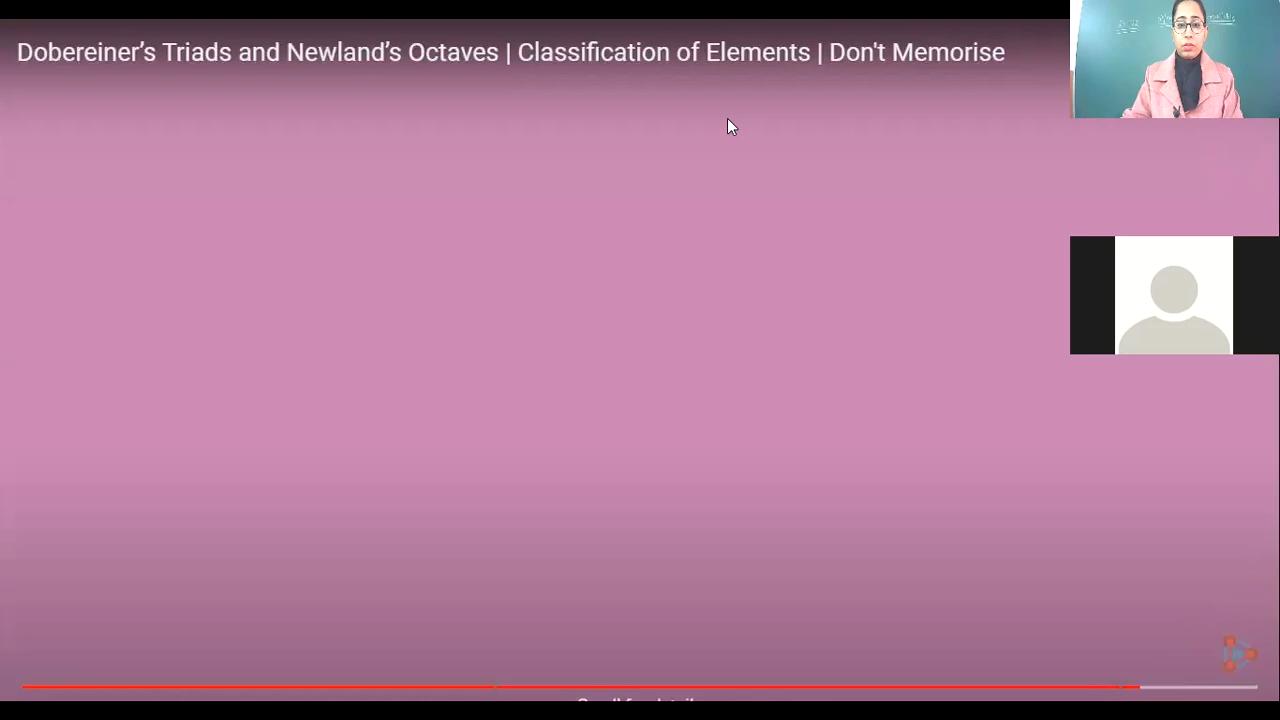 Dobereiner’s Triads and Newland’s Octaves | Classification of Elements | Don't Memorise